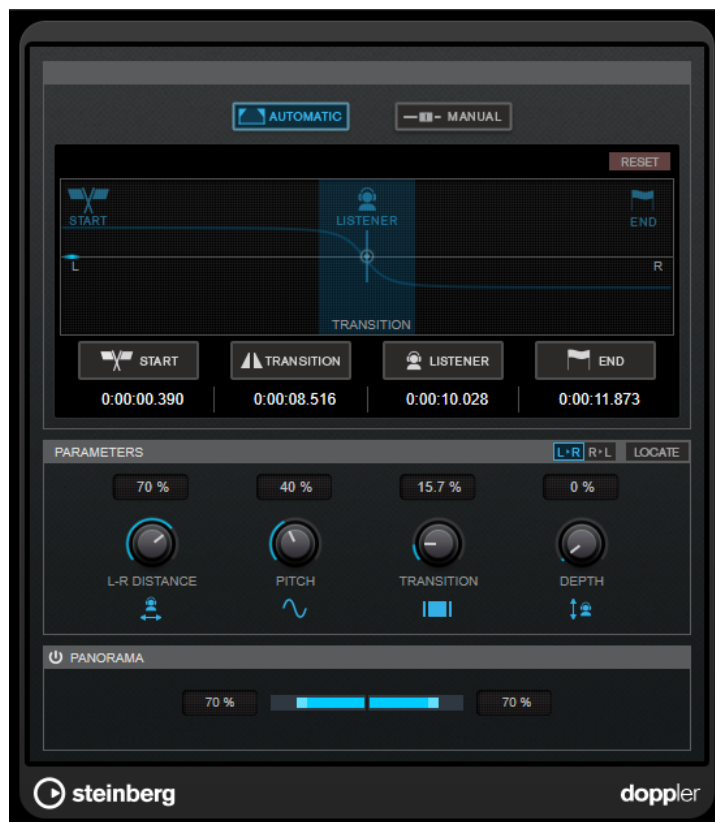 AUTOMATIC MANUAL
RESET
START LISTENER END
L R
TRANSITION
START TRANSITION LISTENER END
0:00:00.390 0:00:08.516 0:00:10.028 0:00:11.873
PARAMETERS L R R L LOCATE
70 % 40 % 15.7 % 0 %
L-R DISTANCE PITCH TRANSITION DEPTH
PANORAMA
70 % 70 %
steinberg doppler